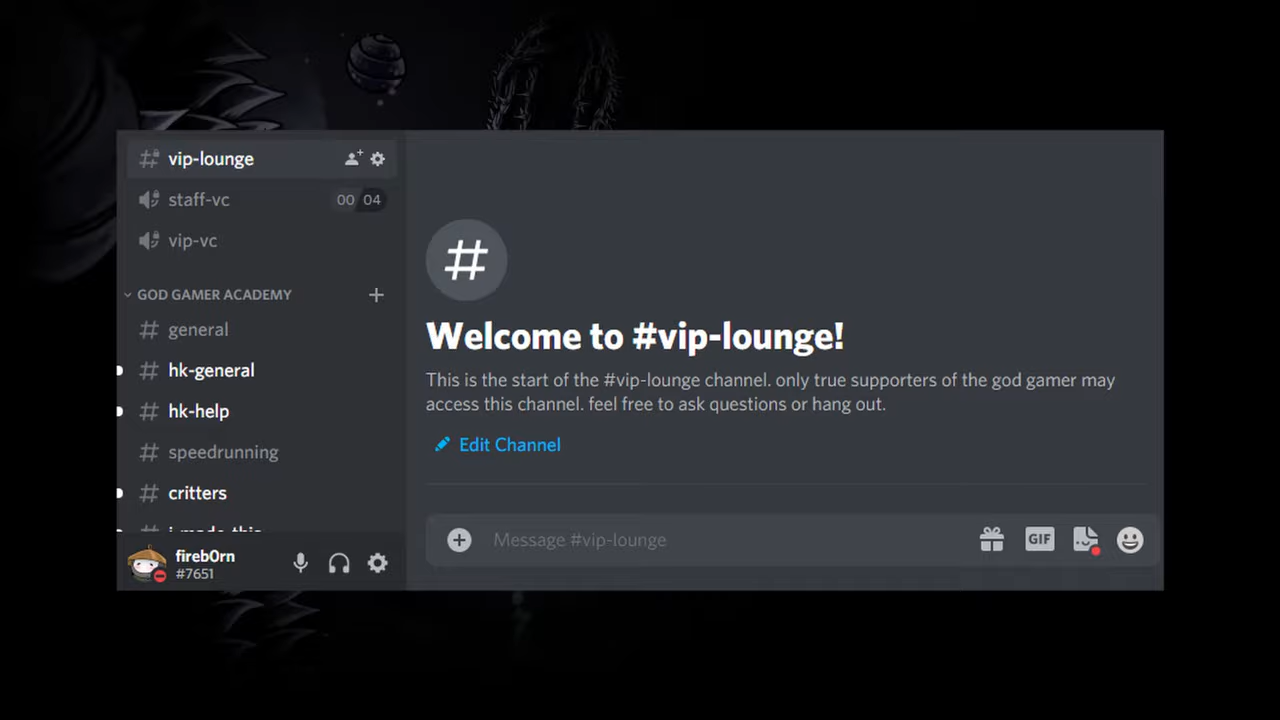 vip-lounge
staff-vc 00 04
vip-vc
GOD GAMER ACADEMY
general
hk-general
hk-help
speedrunning
critters
i-made-this
fireb0rn
#7651
Welcome to #vip-lounge!
This is the start of the #vip-lounge channel. only true supporters of the god gamer may
access this channel. feel free to ask questions or hang out.
Edit Channel
Message #vip-lounge
GIF